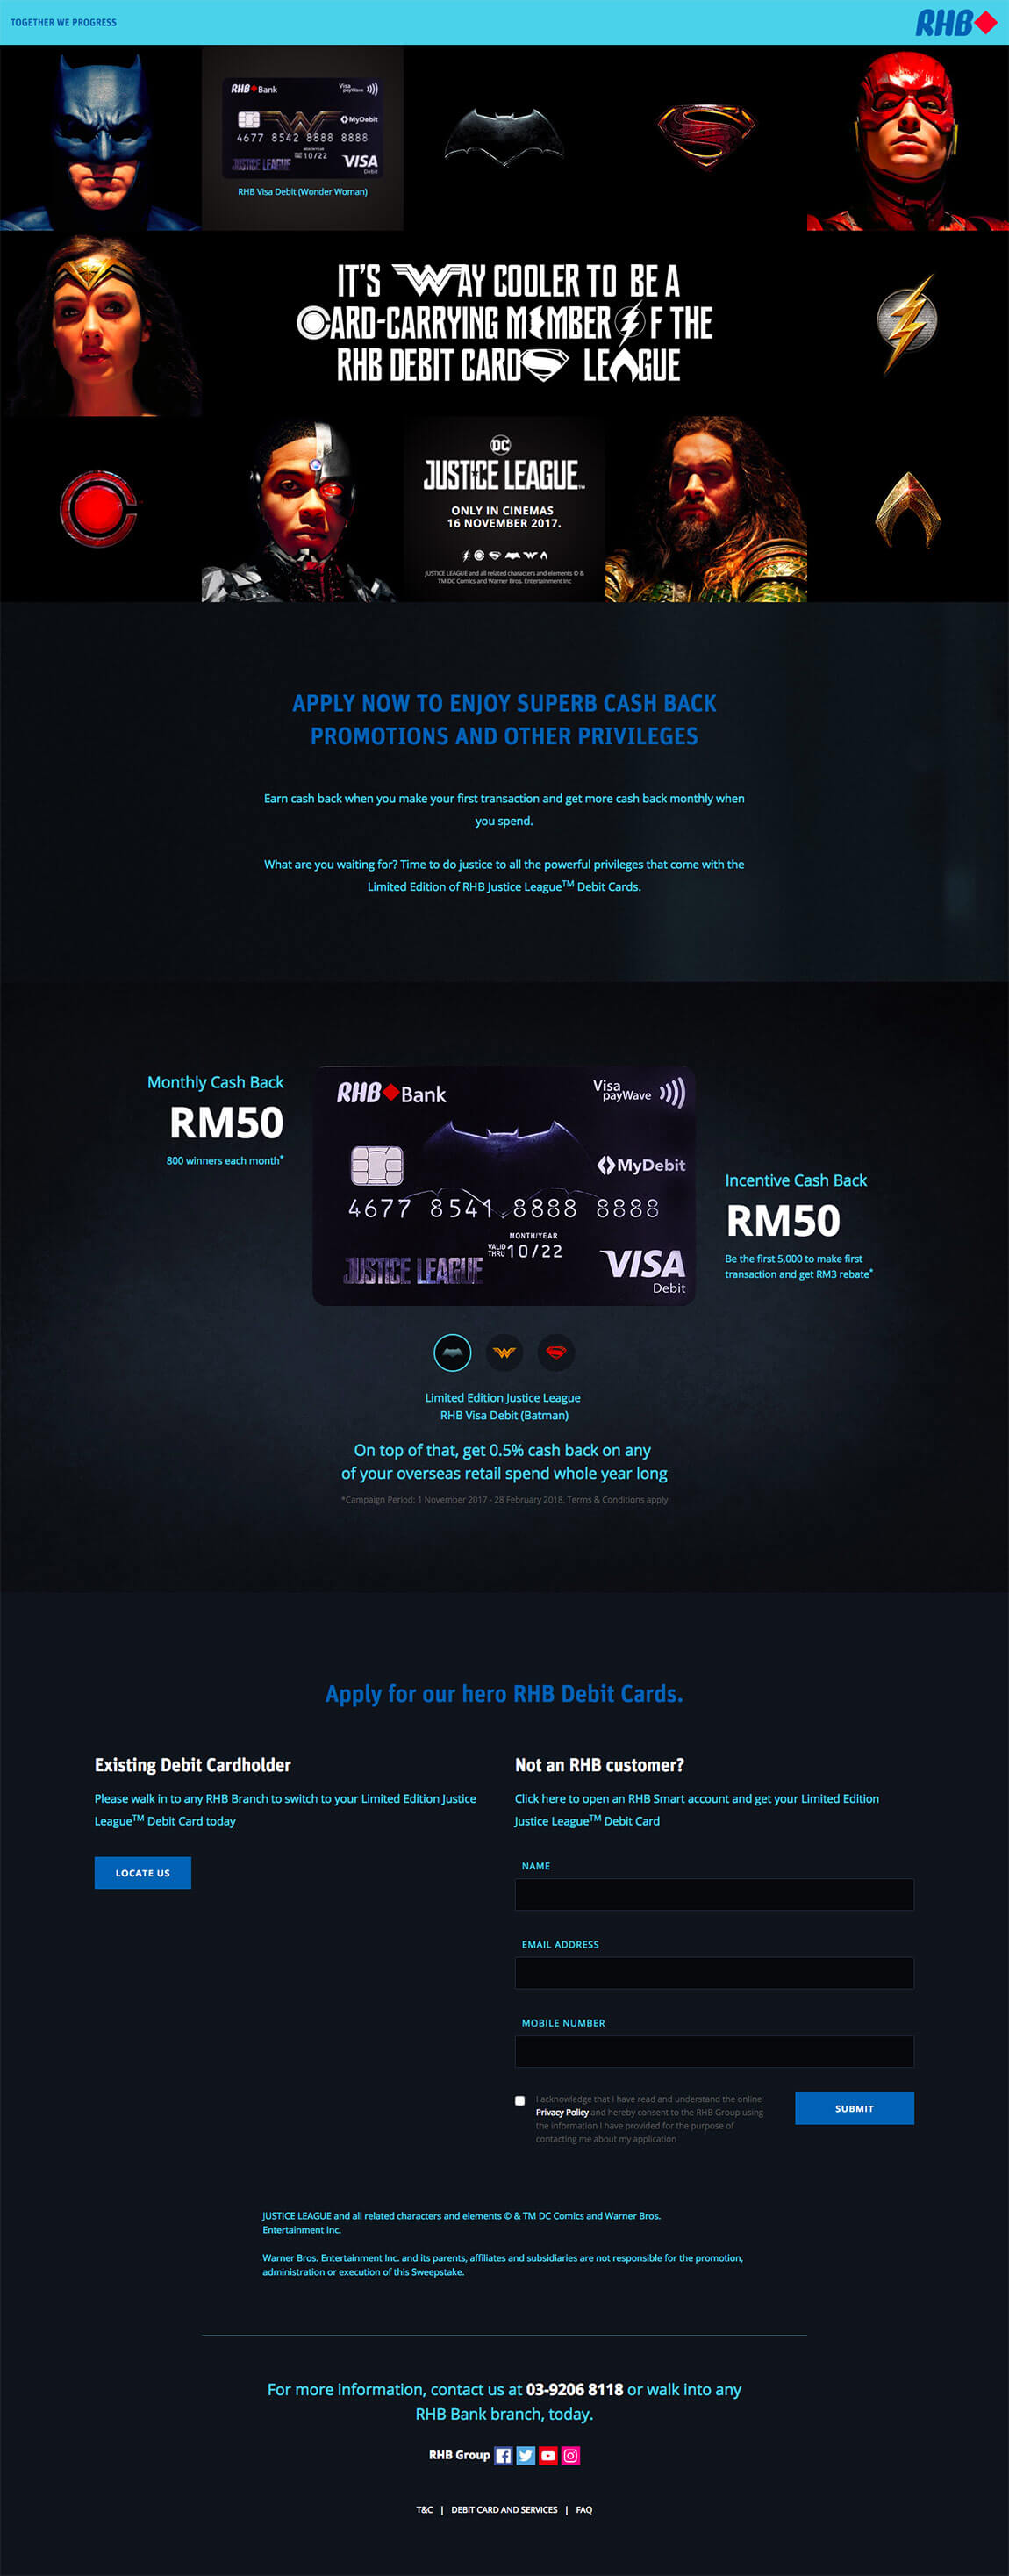 TOGETHER WE PROGRESS
RHB
RHB Bank
Visa payWave
MyDebit
4677 8542 8888 8888
MONTH/YEAR
VALID THRU 10/22
JUSTICE LEAGUE
VISA
Debit
RHB Visa Debit (Wonder Woman)
IT'S WAY COOLER TO BE A
CARD-CARRYING MEMBER OF THE
RHB DEBIT CARDS LEAGUE
DC
JUSTICE LEAGUE™
ONLY IN CINEMAS
16 NOVEMBER 2017.
JUSTICE LEAGUE and all related characters and elements © &
TM DC Comics and Warner Bros. Entertainment Inc
APPLY NOW TO ENJOY SUPERB CASH BACK
PROMOTIONS AND OTHER PRIVILEGES
Earn cash back when you make your first transaction and get more cash back monthly when
you spend.
What are you waiting for? Time to do justice to all the powerful privileges that come with the
Limited Edition of RHB Justice League™ Debit Cards.
Monthly Cash Back
RM50
800 winners each month*
RHB Bank
Visa
payWave
MyDebit
4677 8541 8888 8888
MONTH/YEAR
VALID THRU 10/22
JUSTICE LEAGUE
VISA
Debit
Incentive Cash Back
RM50
Be the first 5,000 to make first
transaction and get RM3 rebate*
Limited Edition Justice League
RHB Visa Debit (Batman)
On top of that, get 0.5% cash back on any
of your overseas retail spend whole year long
*Campaign Period: 1 November 2017 - 28 February 2018. Terms & Conditions apply
Apply for our hero RHB Debit Cards.
Existing Debit Cardholder
Please walk in to any RHB Branch to switch to your Limited Edition Justice
League™ Debit Card today
LOCATE US
Not an RHB customer?
Click here to open an RHB Smart account and get your Limited Edition
Justice League™ Debit Card
NAME
EMAIL ADDRESS
MOBILE NUMBER
I acknowledge that I have read and understand the online
Privacy Policy and hereby consent to the RHB Group using
the information I have provided for the purpose of
contacting me about my application
SUBMIT
JUSTICE LEAGUE and all related characters and elements © & TM DC Comics and Warner Bros.
Entertainment Inc.
Warner Bros. Entertainment Inc. and its parents, affiliates and subsidiaries are not responsible for the promotion,
administration or execution of this Sweepstake.
For more information, contact us at 03-9206 8118 or walk into any
RHB Bank branch, today.
RHB Group
T&C | DEBIT CARD AND SERVICES | FAQ